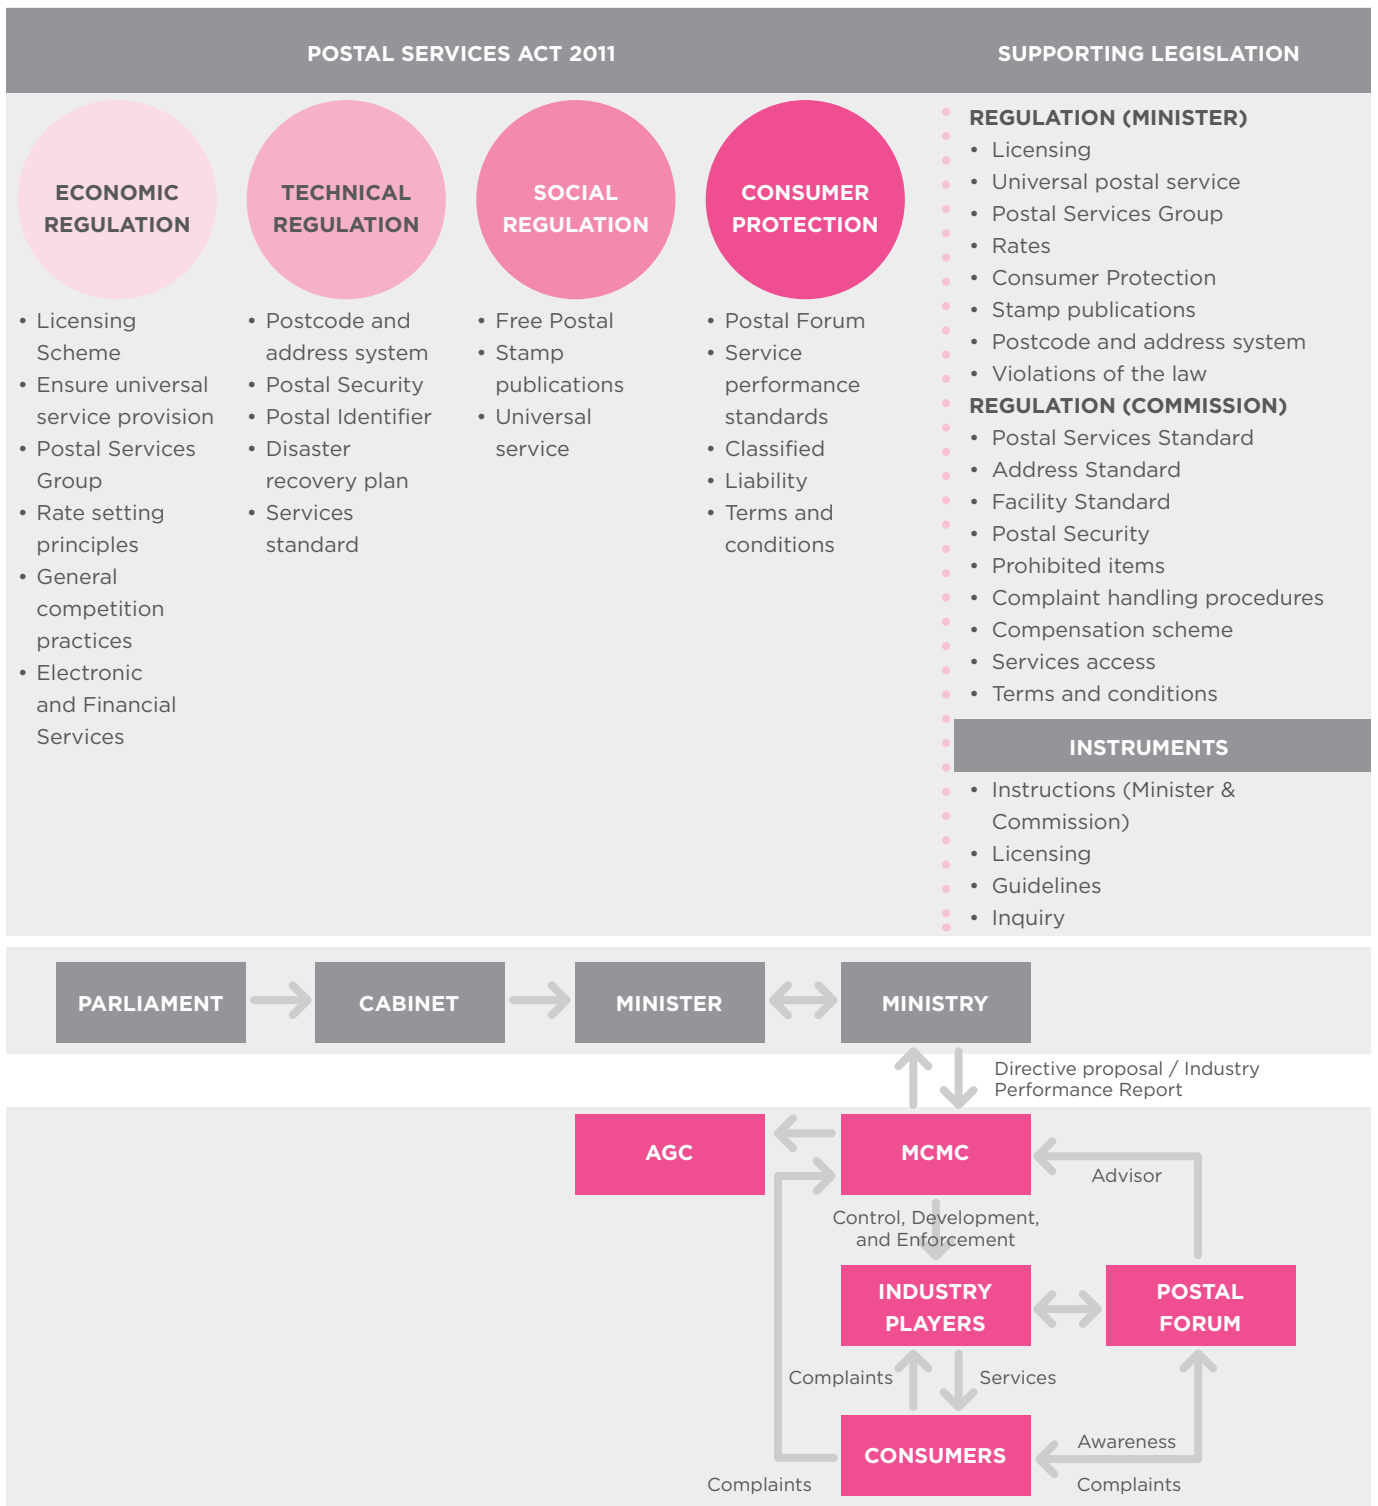 POSTAL SERVICES ACT 2011
ECONOMIC
REGULATION
• Licensing
Scheme
• Ensure universal
service provision
• Postal Services
Group
• Rate setting
principles
• General
competition
practices
• Electronic
and Financial
Services
TECHNICAL
REGULATION
• Postcode and
address system
• Postal Security
• Postal Identifier
• Disaster
recovery plan
• Services
standard
SOCIAL
REGULATION
• Free Postal
• Stamp
publications
• Universal
service
CONSUMER
PROTECTION
• Postal Forum
• Service
performance
standards
• Classified
• Liability
• Terms and
conditions
SUPPORTING LEGISLATION
REGULATION (MINISTER)
• Licensing
• Universal postal service
• Postal Services Group
• Rates
• Consumer Protection
• Stamp publications
• Postcode and address system
• Violations of the law
REGULATION (COMMISSION)
• Postal Services Standard
• Address Standard
• Facility Standard
• Postal Security
• Prohibited items
• Complaint handling procedures
• Compensation scheme
• Services access
• Terms and conditions
INSTRUMENTS
• Instructions (Minister &
Commission)
• Licensing
• Guidelines
• Inquiry
PARLIAMENT
CABINET
MINISTER
MINISTRY
Directive proposal / Industry
Performance Report
AGC
MCMC
Advisor
Control, Development,
and Enforcement
INDUSTRY
PLAYERS
POSTAL
FORUM
Complaints
Services
CONSUMERS
Awareness
Complaints
Complaints